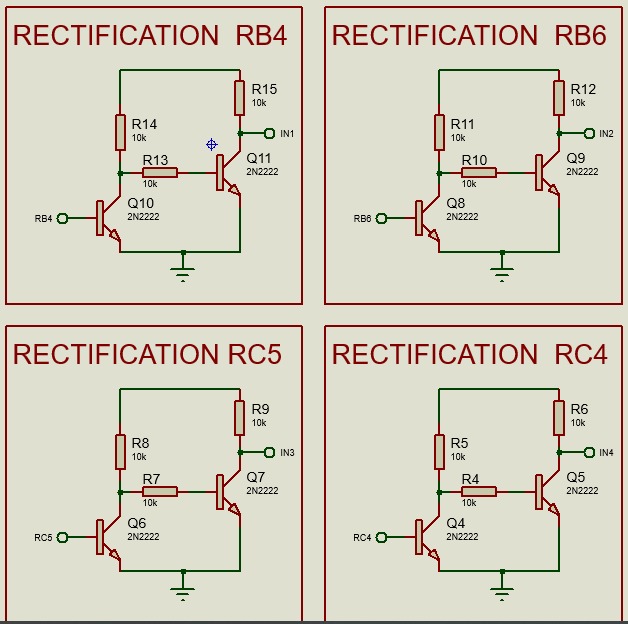 RECTIFICATION RB4
R15
10k
R14
10k
IN1
R13
10k
Q11
2N2222
Q10
2N2222
RB4
RECTIFICATION RB6
R12
10k
R11
10k
IN2
R10
10k
Q9
2N2222
Q8
2N2222
RB6
RECTIFICATION RC5
R9
10k
R8
10k
IN3
R7
10k
Q7
2N2222
Q6
2N2222
RC5
RECTIFICATION RC4
R6
10k
R5
10k
IN4
R4
10k
Q5
2N2222
Q4
2N2222
RC4